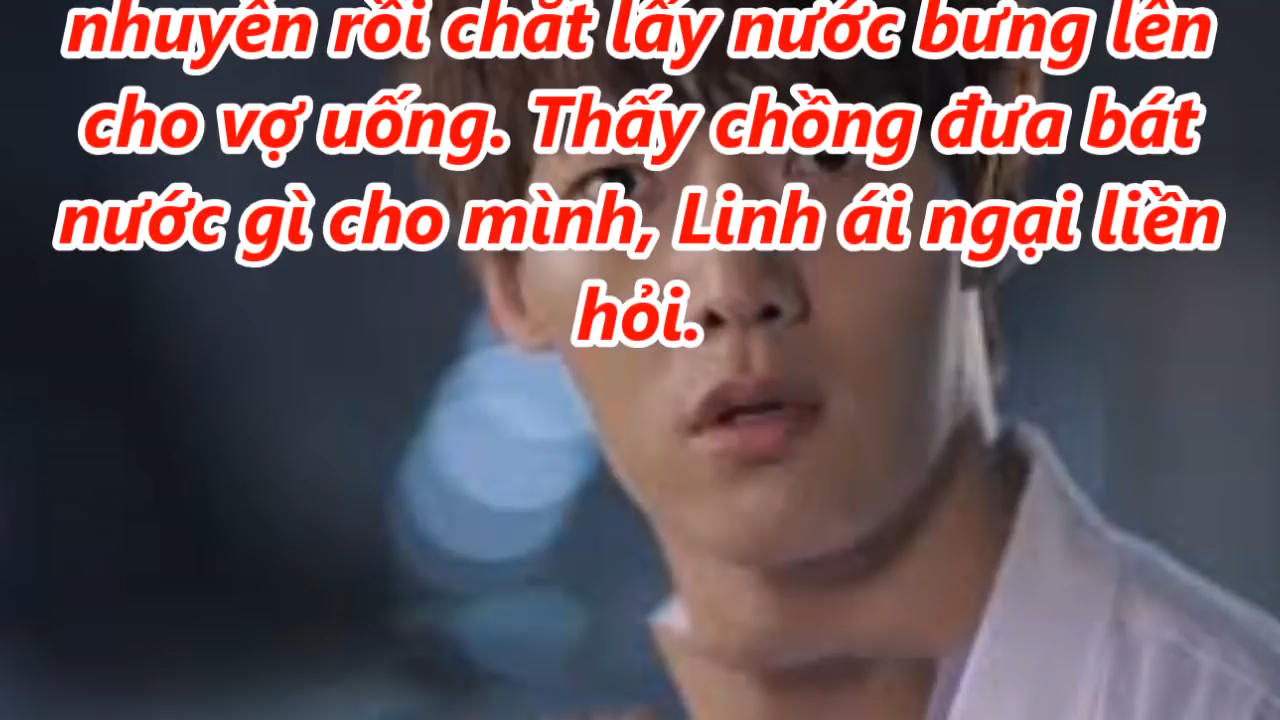 nhuyễn rồi chắt lấy nước bưng lên
cho vợ uống. Thấy chồng đưa bát
nước gì cho mình, Linh ái ngại liền
hỏi.